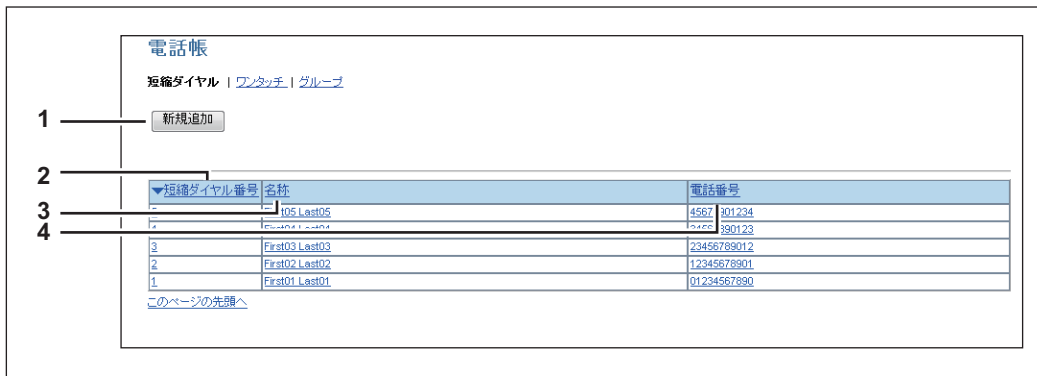 電話帳
短縮ダイヤル | ワンタッチ | グループ
1
新規追加
2
▼短縮ダイヤル番号 名称 電話番号
3
Last05
4
3 First03 Last03 23456789012
2 First02 Last02 12345678901
1 First01 Last01 01234567890
このページの先頭へ